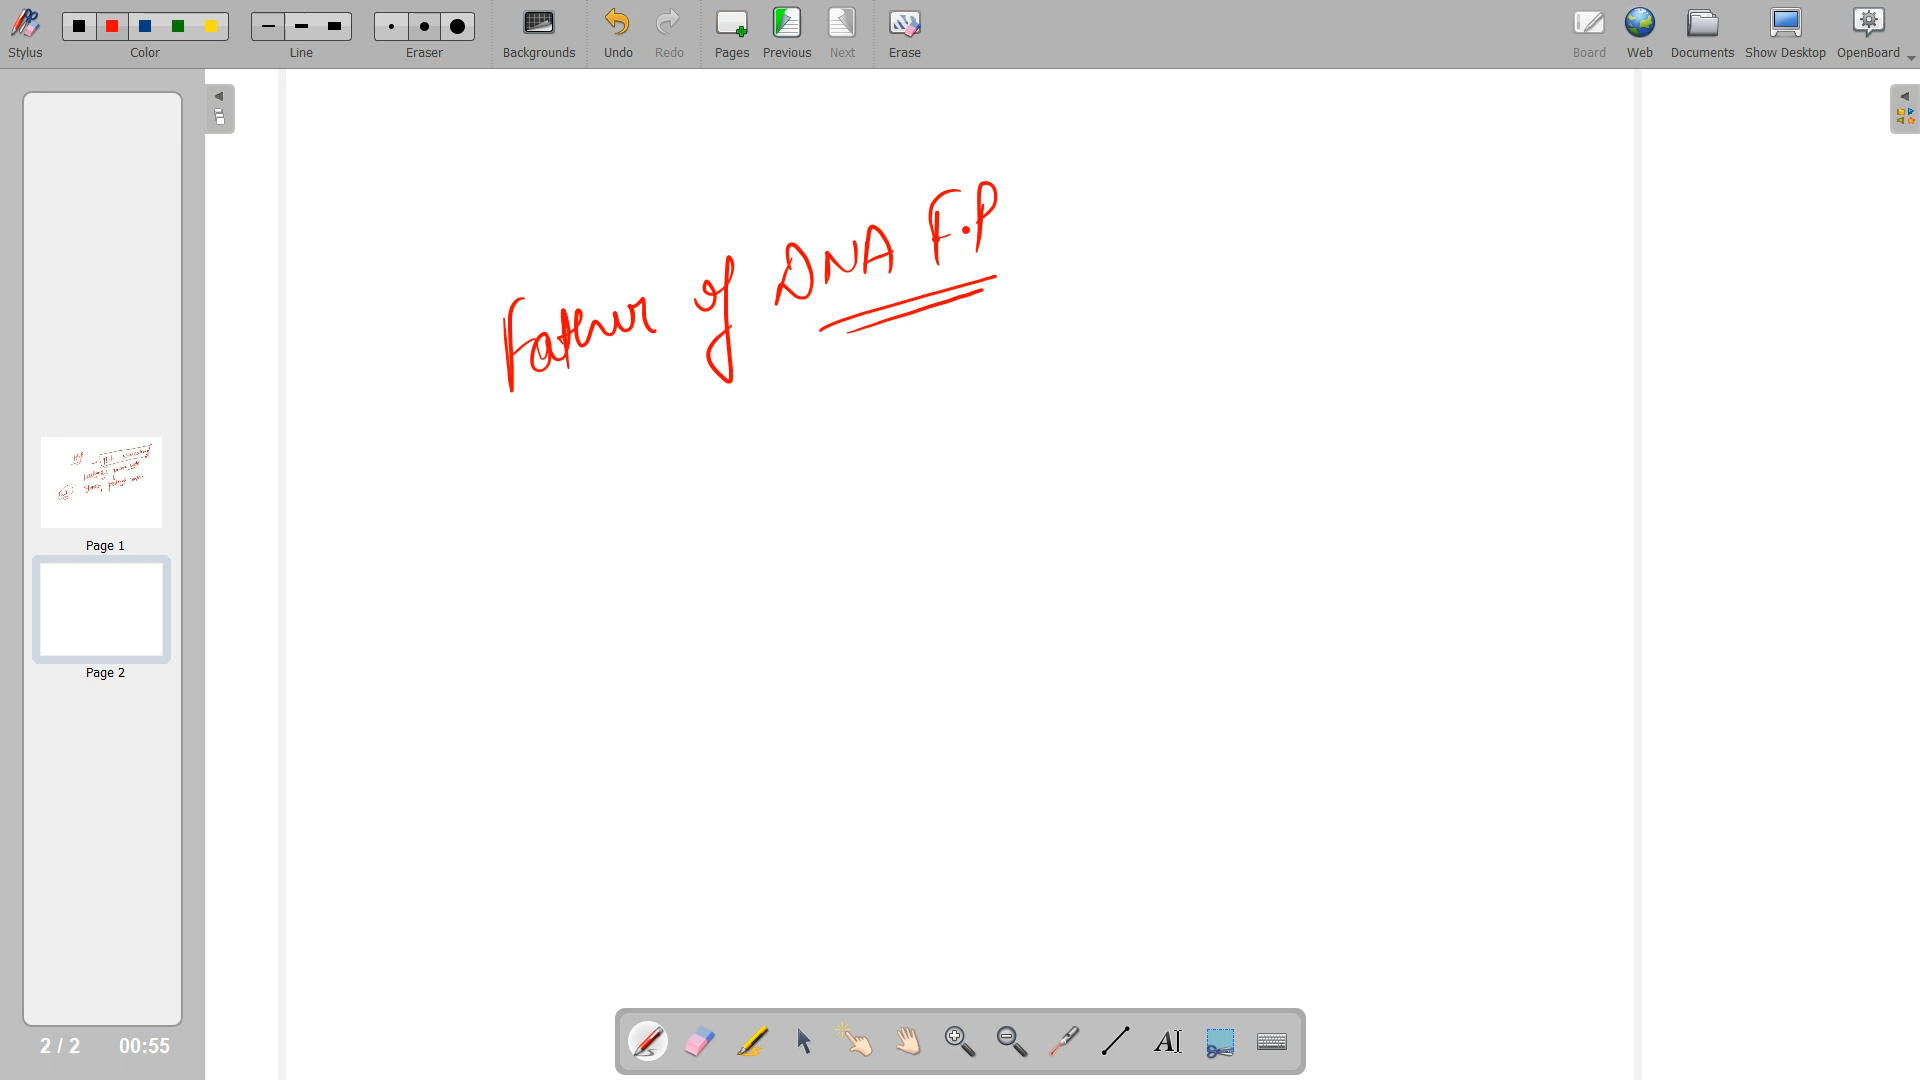 Stylus
Color
Line
Eraser
Backgrounds
Undo
Redo
Pages
Previous
Next
Erase
Board
Web
Documents
Show Desktop
OpenBoard
Father of DNA F.P
Page 1
Page 2
2 / 2
00:55